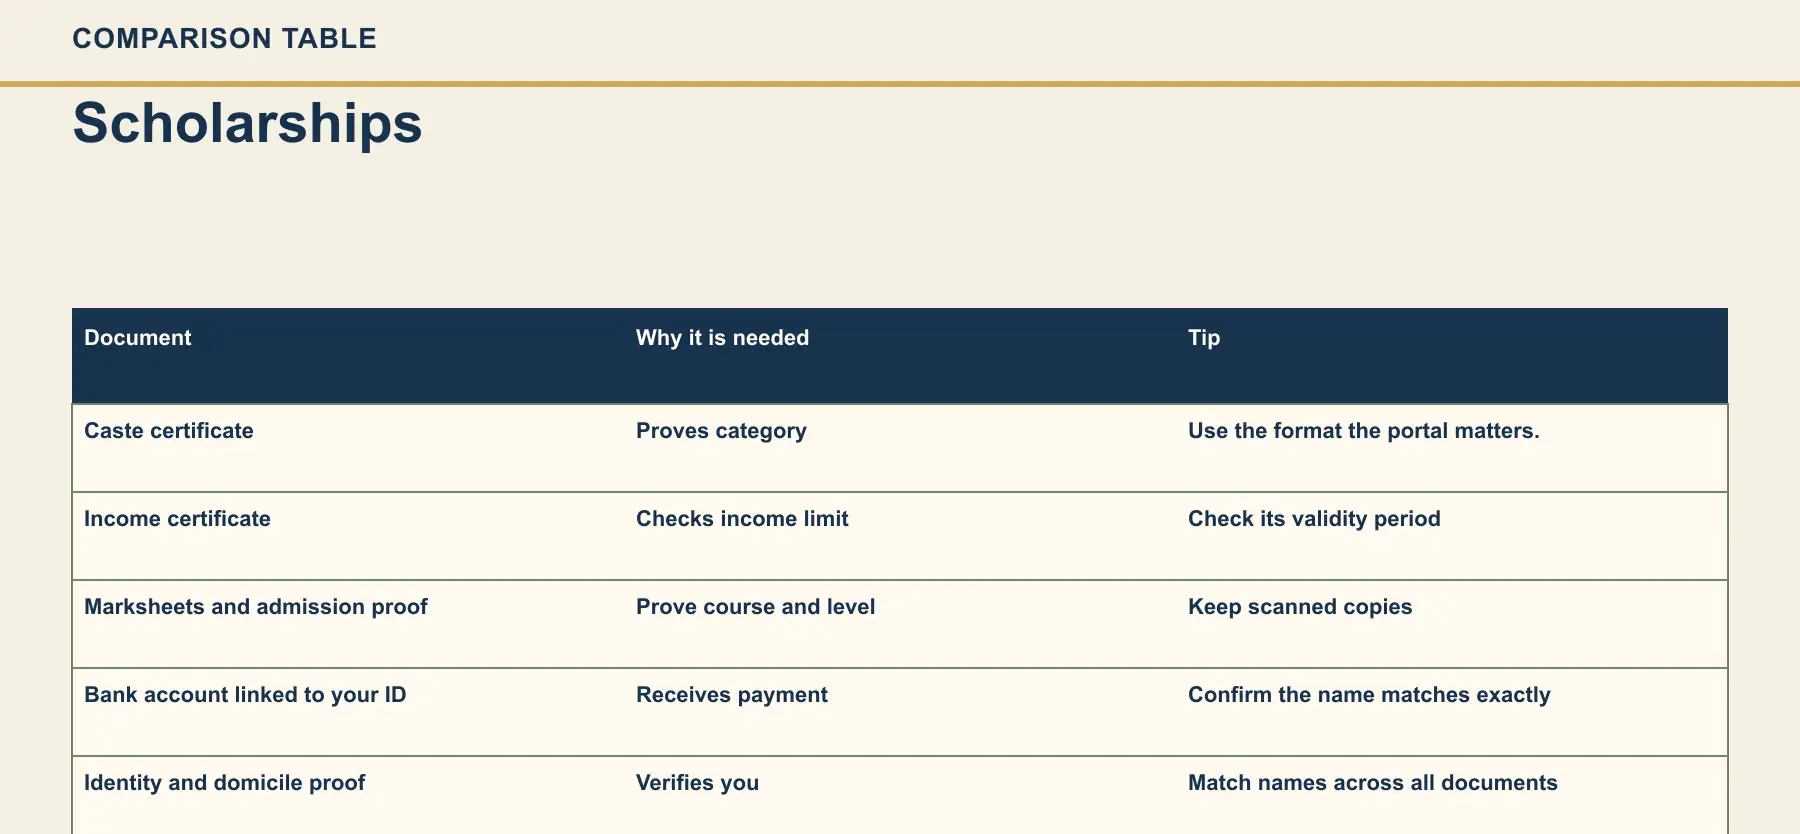 COMPARISON TABLE
Scholarships
Document Why it is needed Tip
Caste certificate Proves category Use the format the portal matters.
Income certificate Checks income limit Check its validity period
Marksheets and admission proof Prove course and level Keep scanned copies
Bank account linked to your ID Receives payment Confirm the name matches exactly
Identity and domicile proof Verifies you Match names across all documents